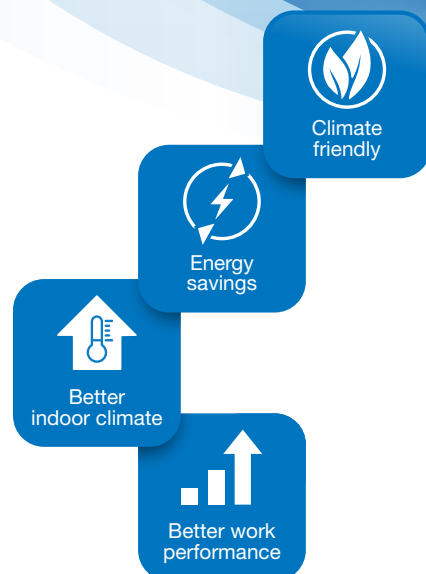 Climate
friendly
Energy
savings
Better
indoor climate
Better work
performance